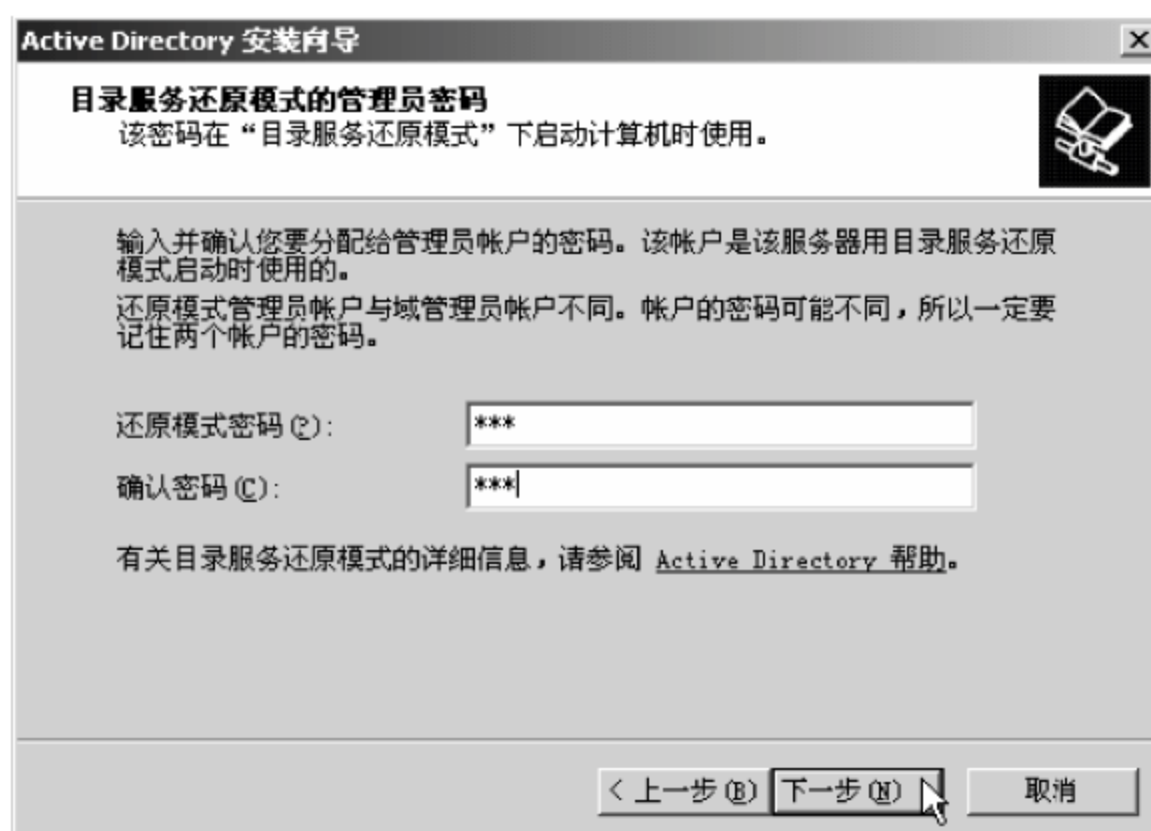 Active Directory 安装向导
目录服务还原模式的管理员密码
该密码在“目录服务还原模式”下启动计算机时使用。
输入并确认您要分配给管理员帐户的密码。该帐户是该服务器用目录服务还原
模式启动时使用的。
还原模式管理员帐户与域管理员帐户不同。帐户的密码可能不同，所以一定要
记住两个帐户的密码。
还原模式密码(P): ***
确认密码(C): ***
有关目录服务还原模式的详细信息，请参阅 Active Directory 帮助。
< 上一步(B) 下一步(N) 取消